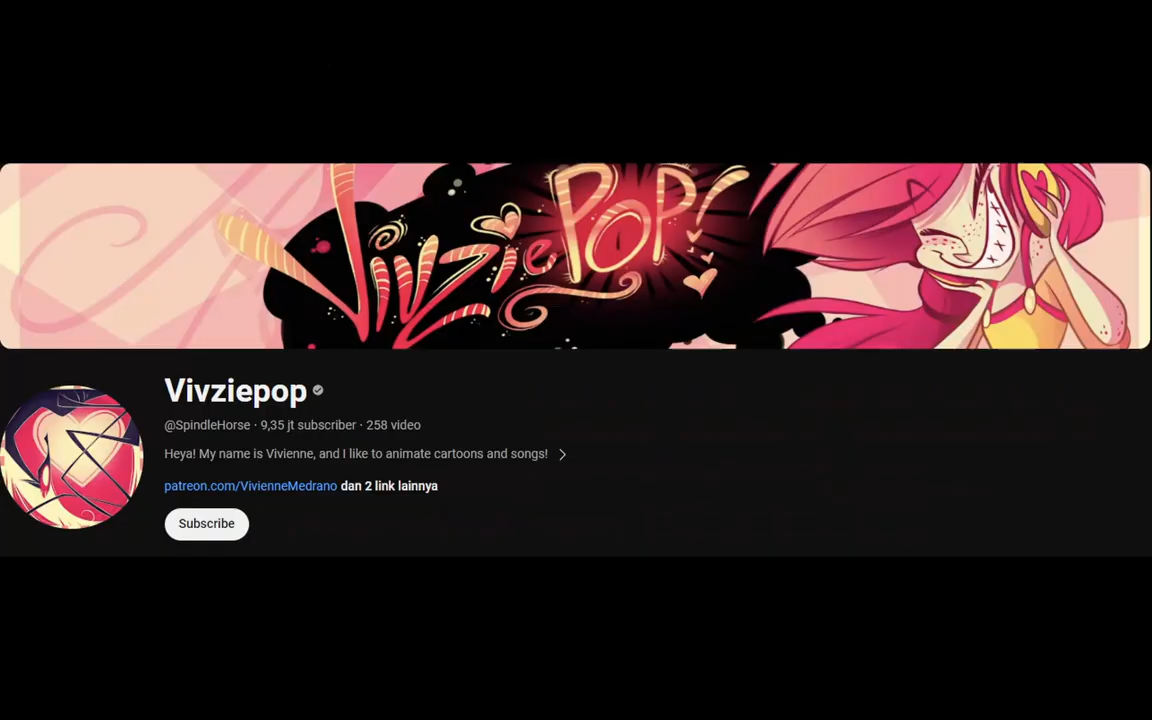 VivziePOP!
Vivziepop
@SpindleHorse · 9,35 jt subscriber · 258 video
Heya! My name is Vivienne, and I like to animate cartoons and songs!
patreon.com/VivienneMedrano dan 2 link lainnya
Subscribe